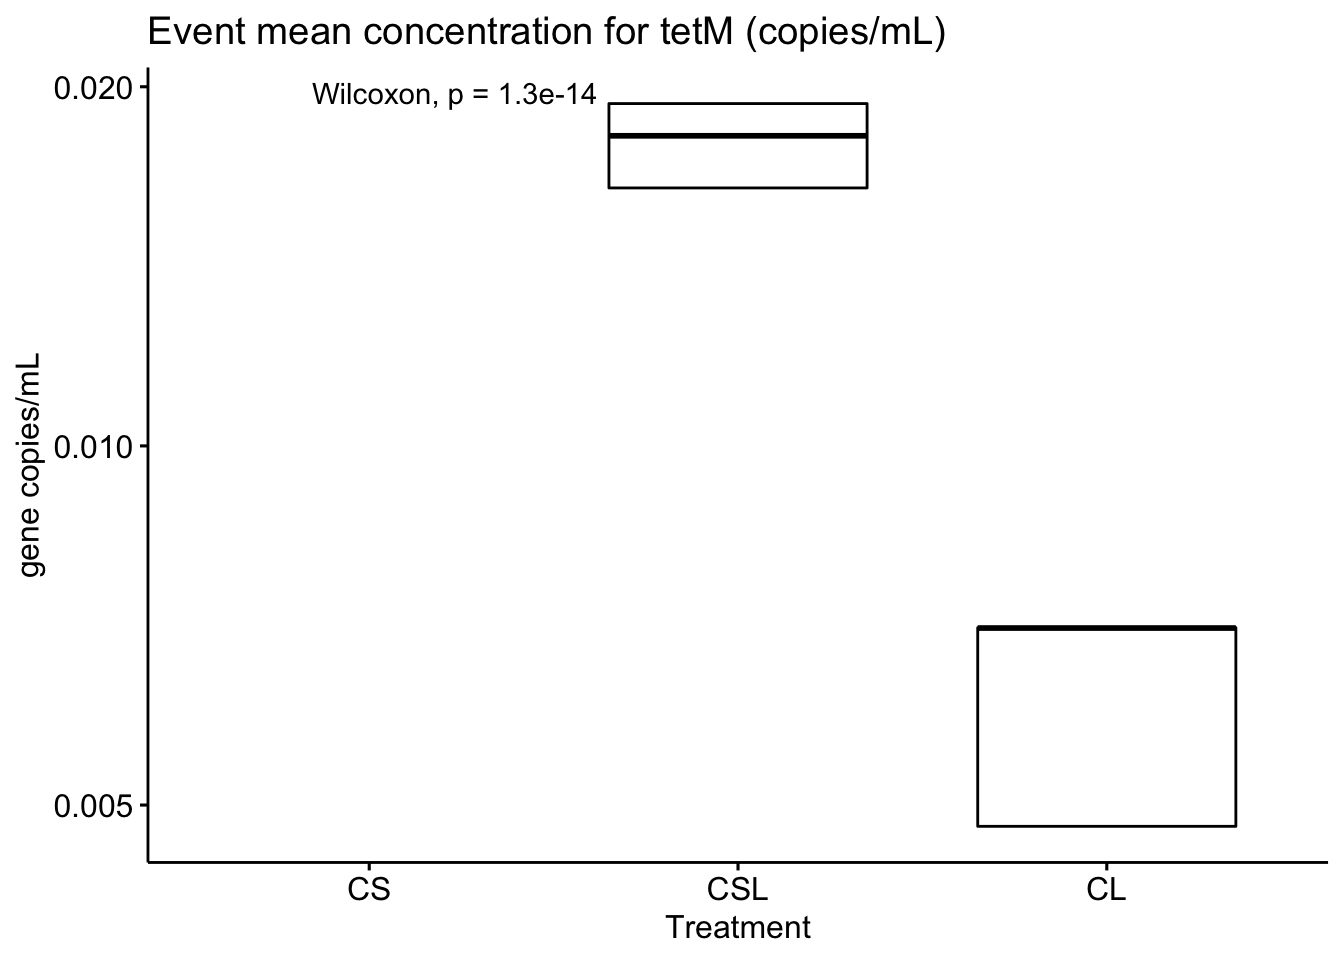 Event mean concentration for tetM (copies/mL)
0.020
Wilcoxon, p = 1.3e-14
gene copies/mL
0.010
0.005
CS CSL CL
Treatment